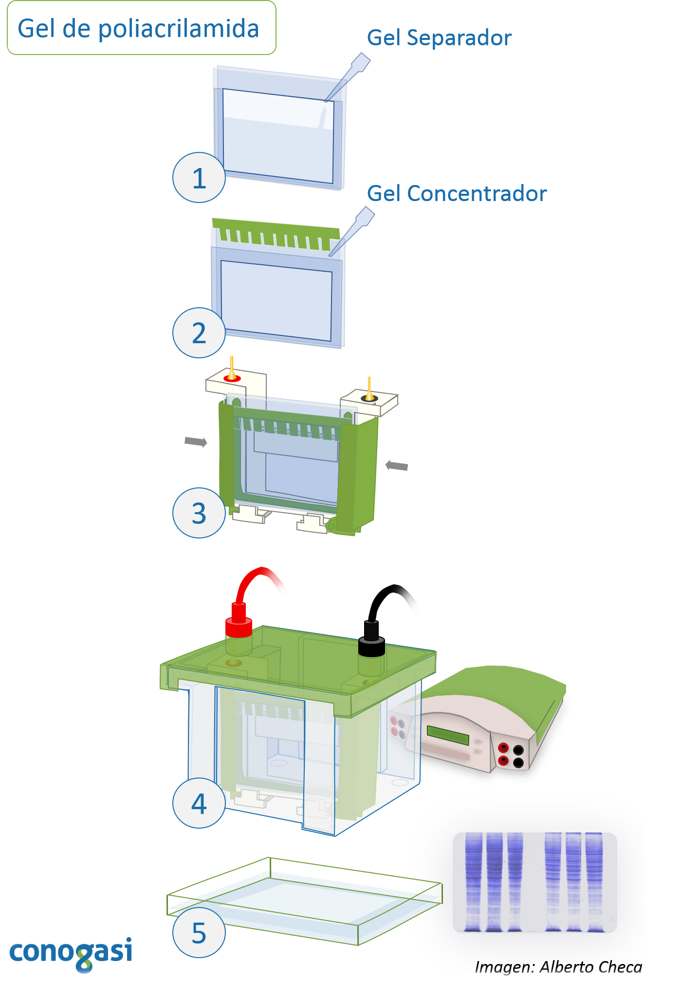 Gel de poliacrilamida
Gel Separador
1
Gel Concentrador
2
3
4
5
conogasi
Imagen: Alberto Checa